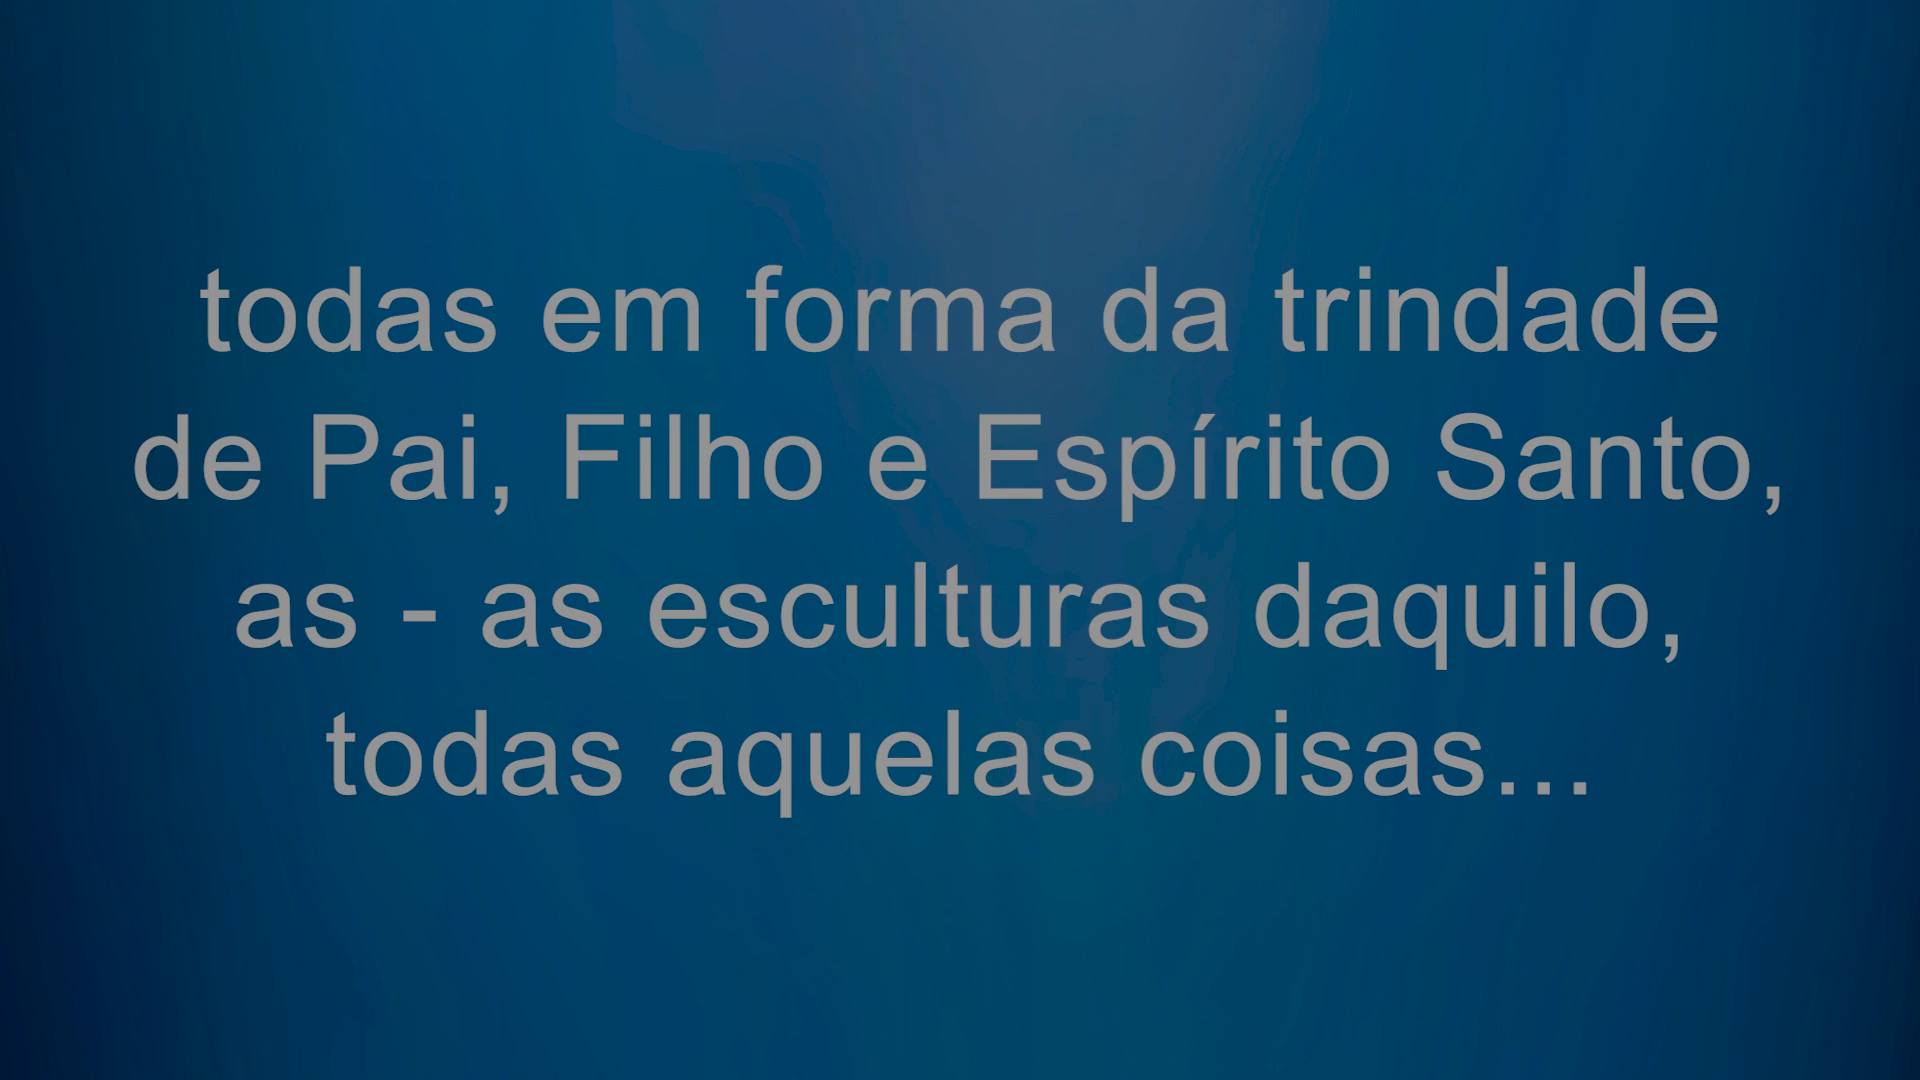 todas em forma da trindade
de Pai, Filho e Espírito Santo,
as - as esculturas daquilo,
todas aquelas coisas...